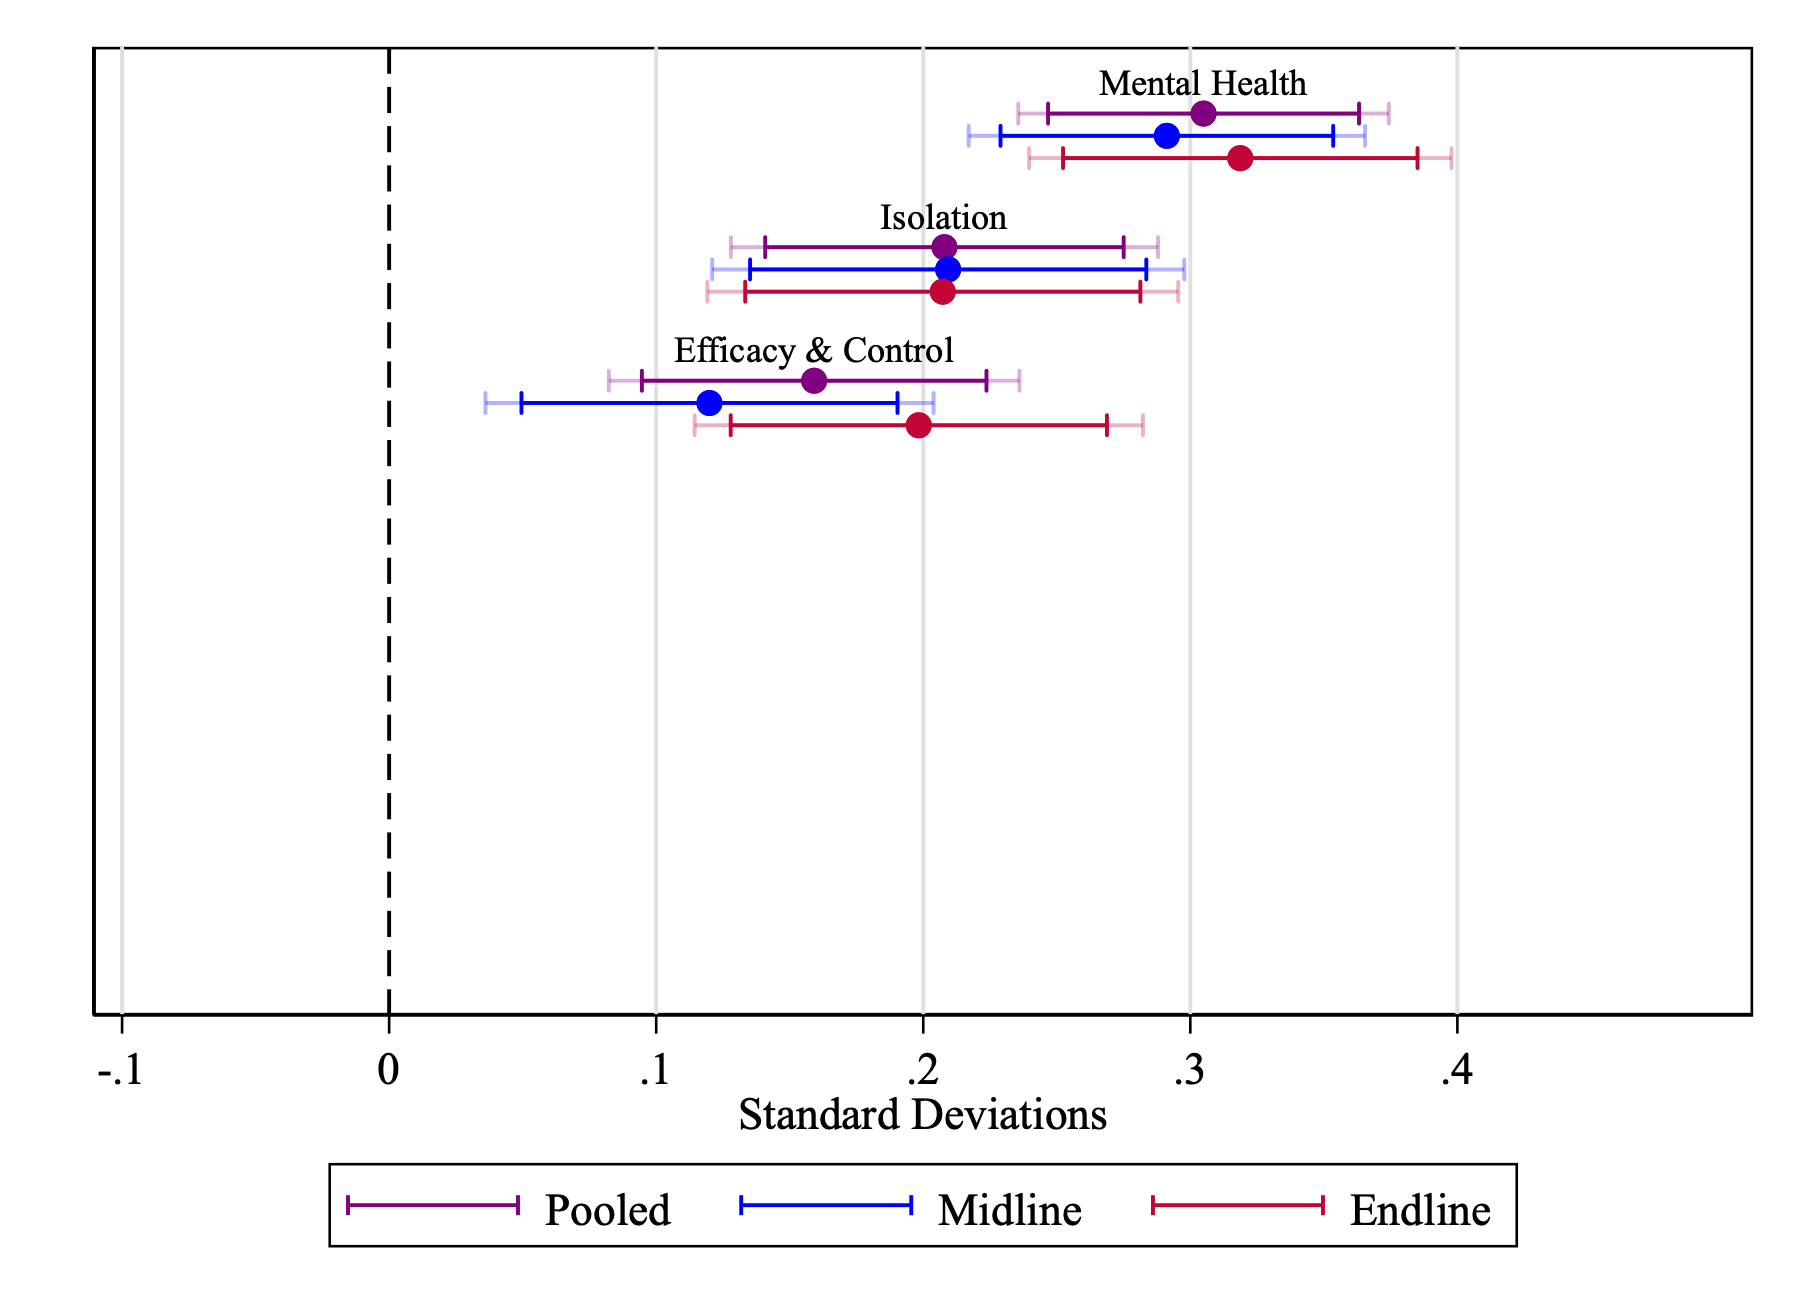 Mental Health
Isolation
Efficacy & Control
-.1 0 .1 .2 .3 .4
Standard Deviations
Pooled Midline Endline